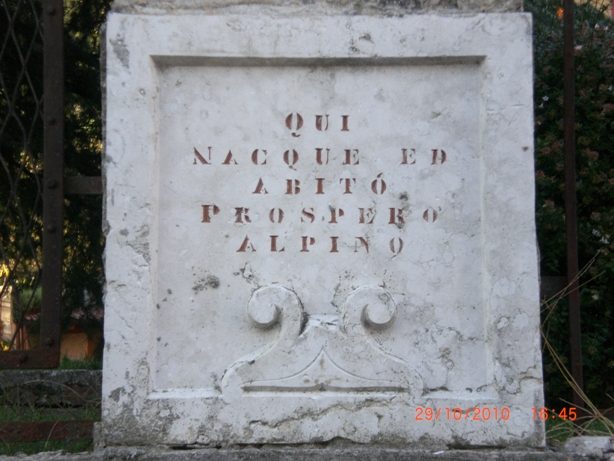 QUI
NACQUE ED
ABITÓ
PROSPERO
ALPINO
29/10/2010 16:45